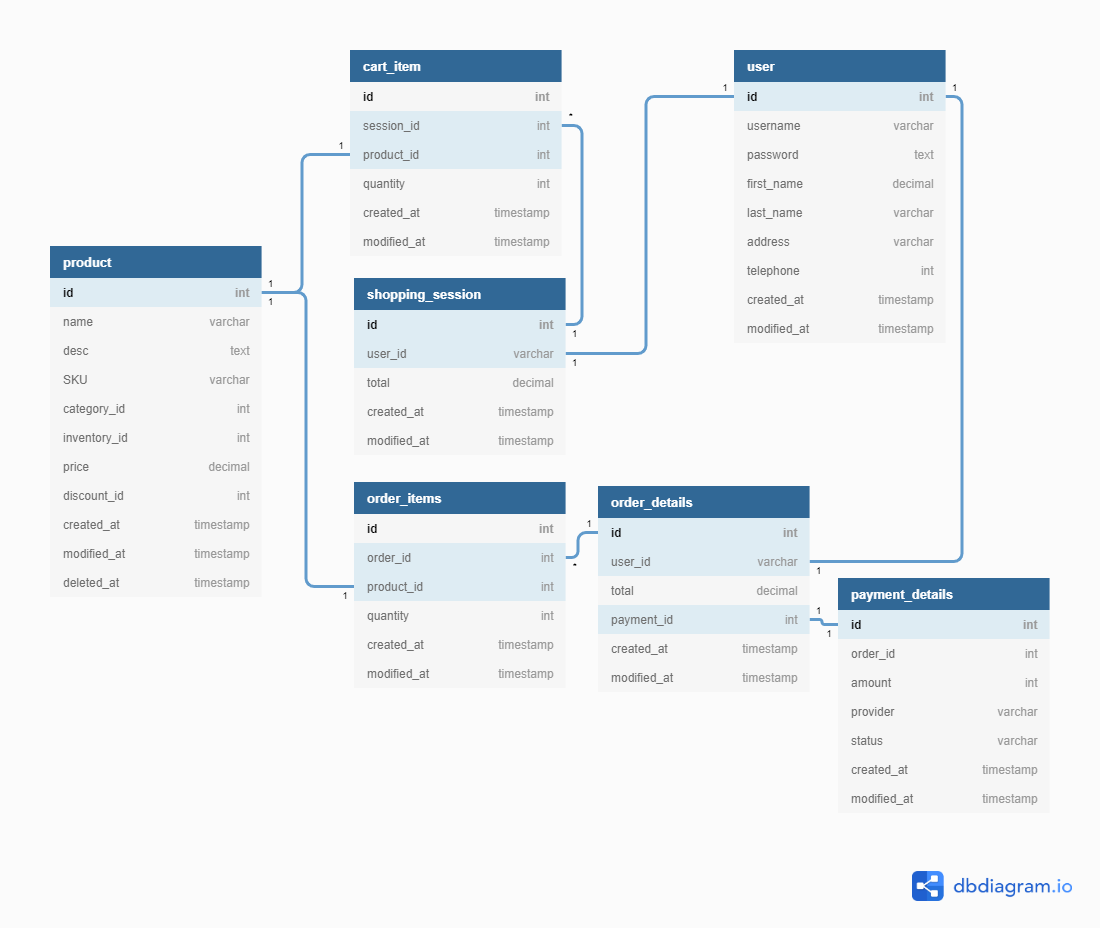 cart_item
id int
session_id int
product_id int
quantity int
created_at timestamp
modified_at timestamp
1
*
user
id int
username varchar
password text
first_name decimal
last_name varchar
address varchar
telephone int
created_at timestamp
modified_at timestamp
1
1
product
id int
name varchar
desc text
SKU varchar
category_id int
inventory_id int
price decimal
discount_id int
created_at timestamp
modified_at timestamp
deleted_at timestamp
1
1
shopping_session
id int
user_id varchar
total decimal
created_at timestamp
modified_at timestamp
1
1
order_items
id int
order_id int
product_id int
quantity int
created_at timestamp
modified_at timestamp
*
1
order_details
id int
user_id varchar
total decimal
payment_id int
created_at timestamp
modified_at timestamp
1
1
1
payment_details
id int
order_id int
amount int
provider varchar
status varchar
created_at timestamp
modified_at timestamp
1
dbdiagram.io